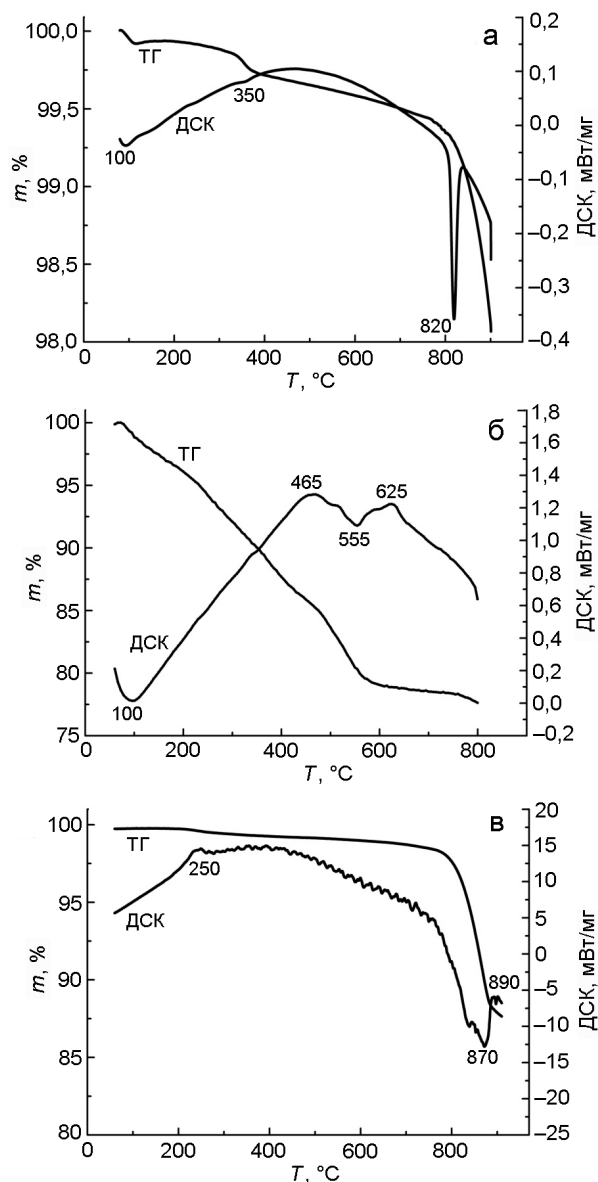 100,0
99,5
99,0
98,5
98,0
m, %
ТГ
ДСК
100
350
820
а
0,2
0,1
0,0
–0,1
–0,2
–0,3
–0,4
ДСК, мВт/мг
0 200 400 600 800
T, °C
100
95
90
85
80
75
m, %
ТГ
ДСК
100
465
555
625
б
1,8
1,6
1,4
1,2
1,0
0,8
0,6
0,4
0,2
0,0
–0,2
ДСК, мВт/мг
0 200 400 600 800
T, °C
100
95
90
85
80
m, %
ТГ
ДСК
250
870
890
в
20
15
10
5
0
–5
–10
–15
–20
–25
ДСК, мВт/мг
0 200 400 600 800
T, °C